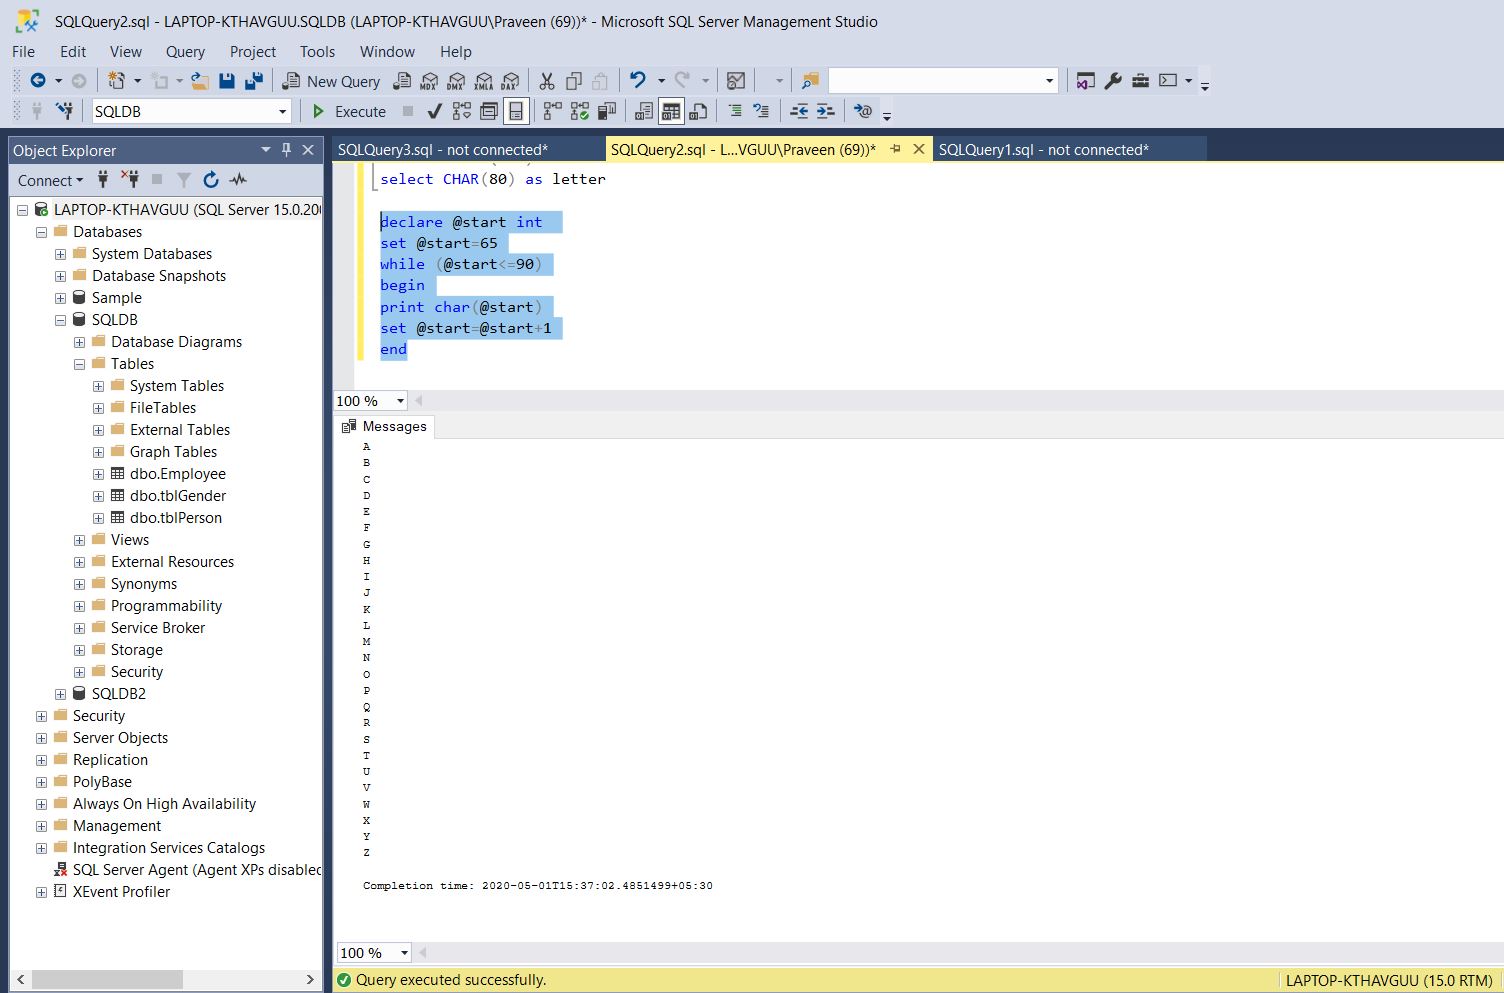 SQLQuery2.sql - LAPTOP-KTHAVGUU.SQLDB (LAPTOP-KTHAVGUU\Praveen (69))* - Microsoft SQL Server Management Studio
File Edit View Query Project Tools Window Help
New Query MDX DMX XMLA DAX
SQLDB Execute
Object Explorer
Connect
LAPTOP-KTHAVGUU (SQL Server 15.0.200
Databases
System Databases
Database Snapshots
Sample
SQLDB
Database Diagrams
Tables
System Tables
FileTables
External Tables
Graph Tables
dbo.Employee
dbo.tblGender
dbo.tblPerson
Views
External Resources
Synonyms
Programmability
Service Broker
Storage
Security
SQLDB2
Security
Server Objects
Replication
PolyBase
Always On High Availability
Management
Integration Services Catalogs
SQL Server Agent (Agent XPs disabled
XEvent Profiler
SQLQuery3.sql - not connected* SQLQuery2.sql - L...VGUU\Praveen (69))* SQLQuery1.sql - not connected*
select CHAR(80) as letter
declare @start int
set @start=65
while (@start<=90)
begin
print char(@start)
set @start=@start+1
end
100 %
Messages
A
B
C
D
E
F
G
H
I
J
K
L
M
N
O
P
Q
R
S
T
U
V
W
X
Y
Z
Completion time: 2020-05-01T15:37:02.4851499+05:30
100 %
Query executed successfully. LAPTOP-KTHAVGUU (15.0 RTM)